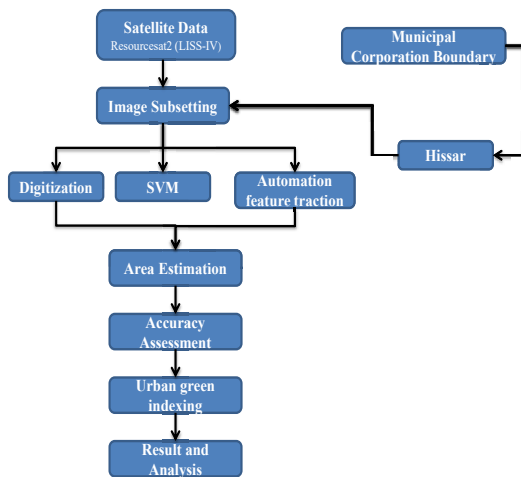 Satellite Data
Resourcesat2 (LISS-IV)
Municipal
Corporation Boundary
Image Subsetting
Hissar
Digitization
SVM
Automation
feature traction
Area Estimation
Accuracy
Assessment
Urban green
indexing
Result and
Analysis